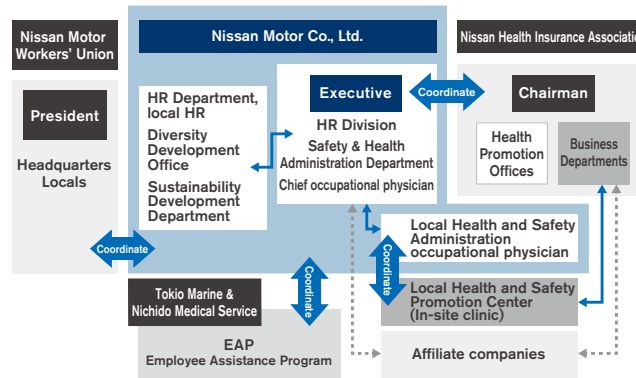 Nissan Motor
Workers' Union
President
Headquarters
Locals
Nissan Motor Co., Ltd.
HR Department,
local HR
Diversity
Development
Office
Sustainability
Development
Department
Executive
HR Division
Safety & Health
Administration Department
Chief occupational physician
Coordinate
Nissan Health Insurance Association
Chairman
Health
Promotion
Offices
Business
Departments
Local Health and Safety
Administration
occupational physician
Coordinate
Coordinate
Coordinate
Tokio Marine &
Nichido Medical Service
EAP
Employee Assistance Program
Local Health and Safety
Promotion Center
(In-site clinic)
Affiliate companies